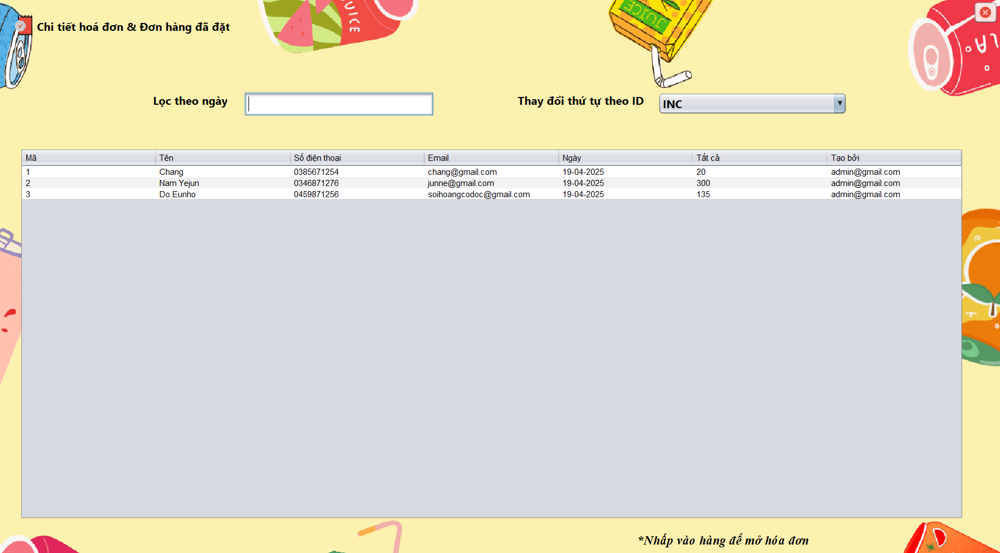 Chi tiết hoá đơn & Đơn hàng đã đặt
JUICE
JUICE
LA
Lọc theo ngày
Thay đổi thứ tự theo ID INC
Mã Tên Số điện thoại Email Ngày Tất cả Tạo bởi
1 Chang 0385671254 chang@gmail.com 19-04-2025 20 admin@gmail.com
2 Nam Yejun 0346871276 junne@gmail.com 19-04-2025 300 admin@gmail.com
3 Do Eunho 0459871256 soihoangcodoc@gmail.com 19-04-2025 135 admin@gmail.com
*Nhấp vào hàng để mở hóa đơn